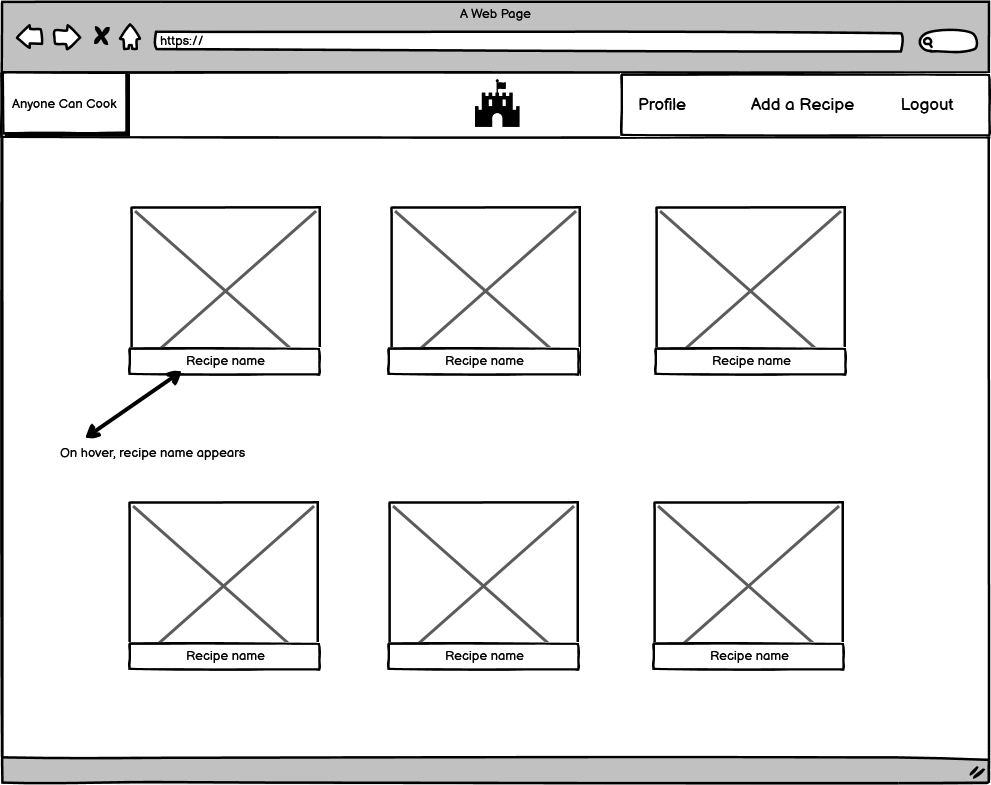 A Web Page
https://
Anyone Can Cook
Profile
Add a Recipe
Logout
Recipe name
Recipe name
Recipe name
On hover, recipe name appears
Recipe name
Recipe name
Recipe name